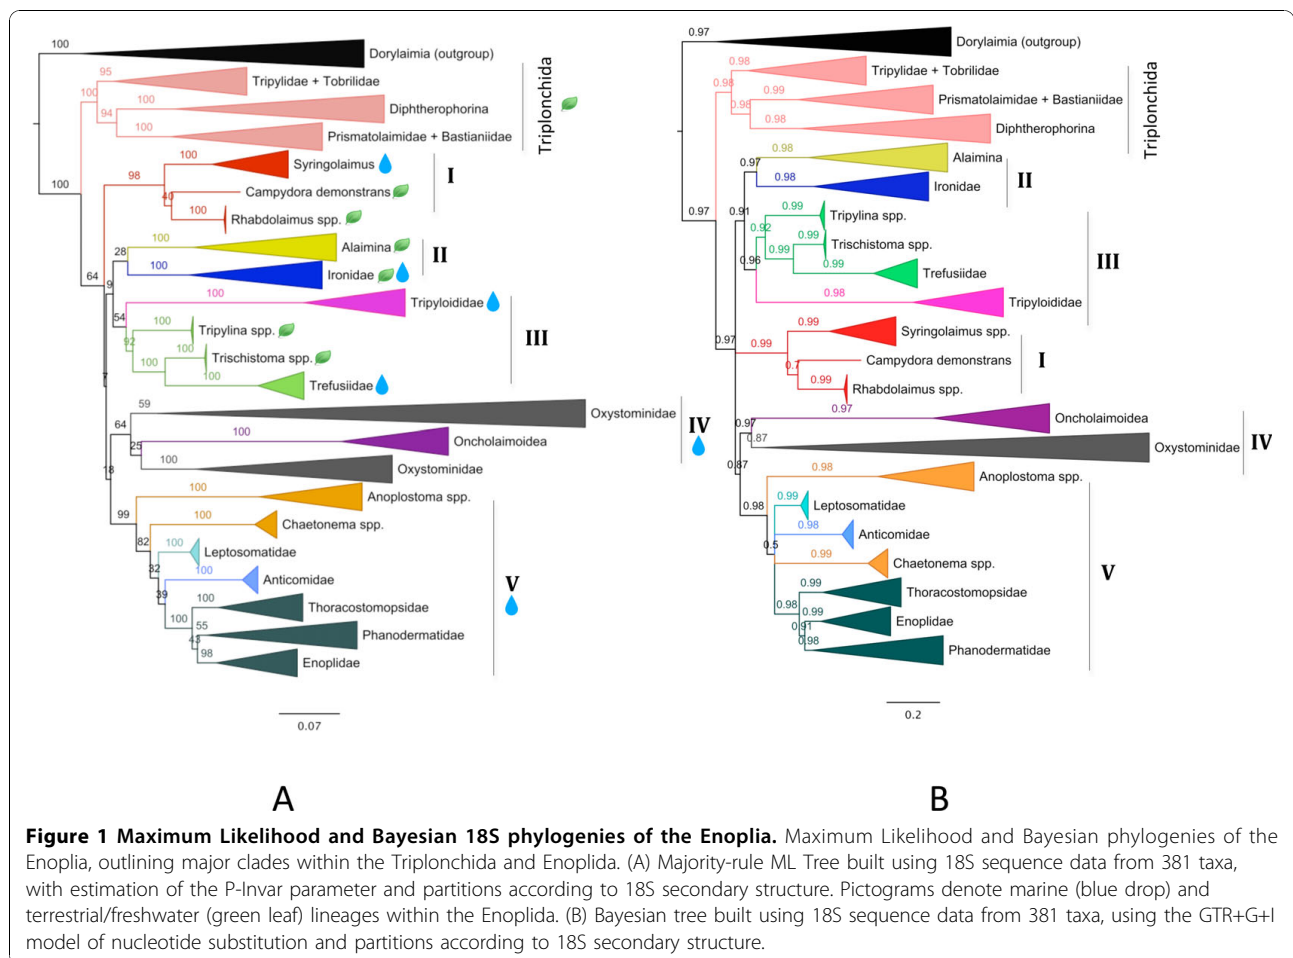 100
Dorylaimia (outgroup)
95
Tripylidae + Tobrilidae
100
100
Diphtherophorina
94
100
Prismatolaimidae + Bastianiidae
Triplonchida
100
100
Syringolaimus
98
I
Campydora demonstrans
40
100
Rhabdolaimus spp.
100
Alaimina
28
II
100
Ironidae
64
9
100
Tripyloididae
54
100
Tripylina spp.
92
III
100
Trischistoma spp.
100
100
Trefusiidae
7
59
Oxystominidae
64
IV
100
Oncholaimoidea
25
100
Oxystominidae
18
100
Anoplostoma spp.
99
100
Chaetonema spp.
82
100
Leptosomatidae
32
100
Anticomidae
V
39
100
Thoracostomopsidae
100
55
Phanodermatidae
43
98
Enoplidae
0.07
A
0.97
Dorylaimia (outgroup)
0.98
Tripylidae + Tobrilidae
0.98
0.99
Prismatolaimidae + Bastianiidae
0.98
0.98
Diphtherophorina
Triplonchida
0.98
Alaimina
0.97
II
0.98
Ironidae
0.97
0.91
0.99
Tripylina spp.
0.92
0.99
Trischistoma spp.
0.99
0.99
Trefusiidae
III
0.96
0.98
Tripyloididae
0.99
Syringolaimus spp.
0.97
0.99
Campydora demonstrans
I
0.7
0.99
Rhabdolaimus spp.
0.97
Oncholaimoidea
0.97
0.87
Oxystominidae
IV
0.87
0.98
Anoplostoma spp.
0.99
Leptosomatidae
0.98
0.98
Anticomidae
0.5
0.99
Chaetonema spp.
V
0.99
Thoracostomopsidae
0.98
0.99
Enoplidae
0.91
0.98
Phanodermatidae
0.2
B
Figure 1 Maximum Likelihood and Bayesian 18S phylogenies of the Enoplia. Maximum Likelihood and Bayesian phylogenies of the
Enoplia, outlining major clades within the Triplonchida and Enoplida. (A) Majority-rule ML Tree built using 18S sequence data from 381 taxa,
with estimation of the P-Invar parameter and partitions according to 18S secondary structure. Pictograms denote marine (blue drop) and
terrestrial/freshwater (green leaf) lineages within the Enoplida. (B) Bayesian tree built using 18S sequence data from 381 taxa, using the GTR+G+I
model of nucleotide substitution and partitions according to 18S secondary structure.